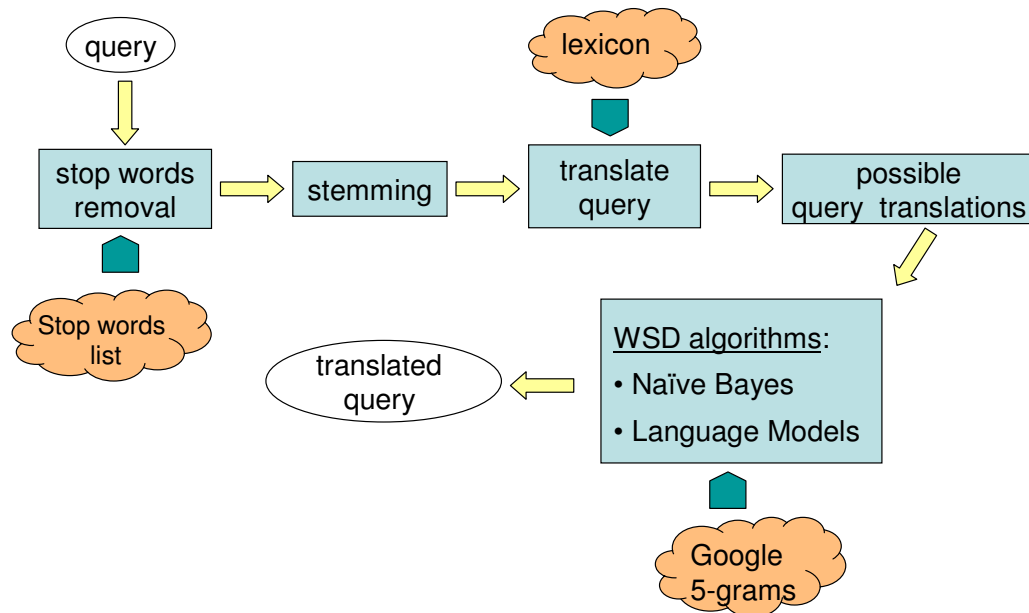 query
lexicon
stop words
removal
stemming
translate
query
possible
query translations
Stop words
list
translated
query
WSD algorithms:
• Naïve Bayes
• Language Models
Google
5-grams